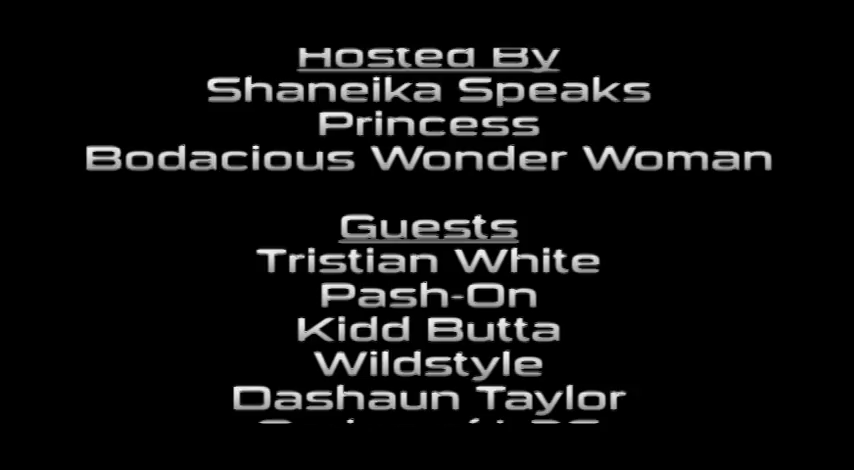 Hosted By
Shaneika Speaks
Princess
Bodacious Wonder Woman
Guests
Tristian White
Pash-On
Kidd Butta
Wildstyle
Dashaun Taylor